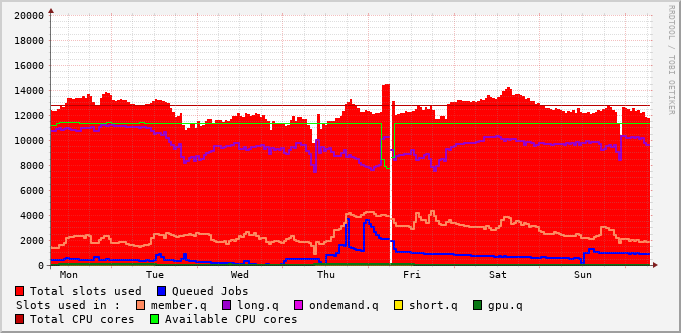 20000
18000
16000
14000
12000
10000
8000
6000
4000
2000
0
Mon Tue Wed Thu Fri Sat Sun
Total slots used Queued Jobs
Slots used in : member.q long.q ondemand.q short.q gpu.q
Total CPU cores Available CPU cores
RRDTOOL / TOBI OETIKER